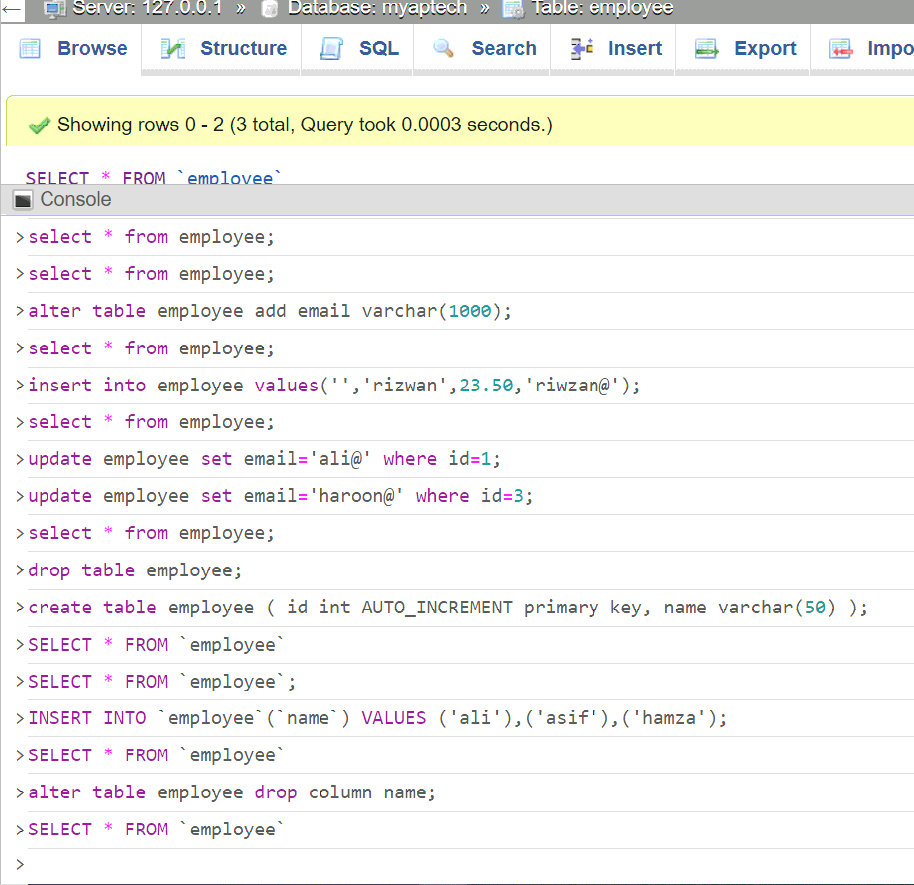 Server: 127.0.0.1 » Database: myaptech » Table: employee
Browse Structure SQL Search Insert Export Impo
Showing rows 0 - 2 (3 total, Query took 0.0003 seconds.)
SELECT * FROM `employee`
Console
>select * from employee;
>select * from employee;
>alter table employee add email varchar(1000);
>select * from employee;
>insert into employee values('','rizwan',23.50,'riwzan@');
>select * from employee;
>update employee set email='ali@' where id=1;
>update employee set email='haroon@' where id=3;
>select * from employee;
>drop table employee;
>create table employee ( id int AUTO_INCREMENT primary key, name varchar(50) );
>SELECT * FROM `employee`
>SELECT * FROM `employee`;
>INSERT INTO `employee`(`name`) VALUES ('ali'),('asif'),('hamza');
>SELECT * FROM `employee`
>alter table employee drop column name;
>SELECT * FROM `employee`
>